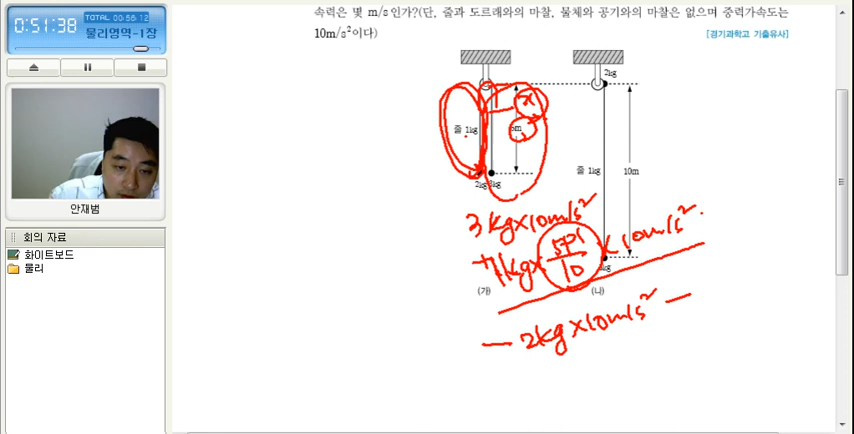 0:51:38
TOTAL 00:56:12
물리영역-1장
속력은 몇 m/s인가?(단, 줄과 도르래와의 마찰, 물체와 공기와의 마찰은 없으며 중력가속도는
10m/s²이다)
[경기과학고 기출유사]
안재범
회의 자료
화이트보드
물리
2kg
줄 1kg
5m
2kg 3kg
줄 1kg
10m
(가)
(나)
3kg×10m/s²
×10m/s²
10
— 2kg×10m/s² —